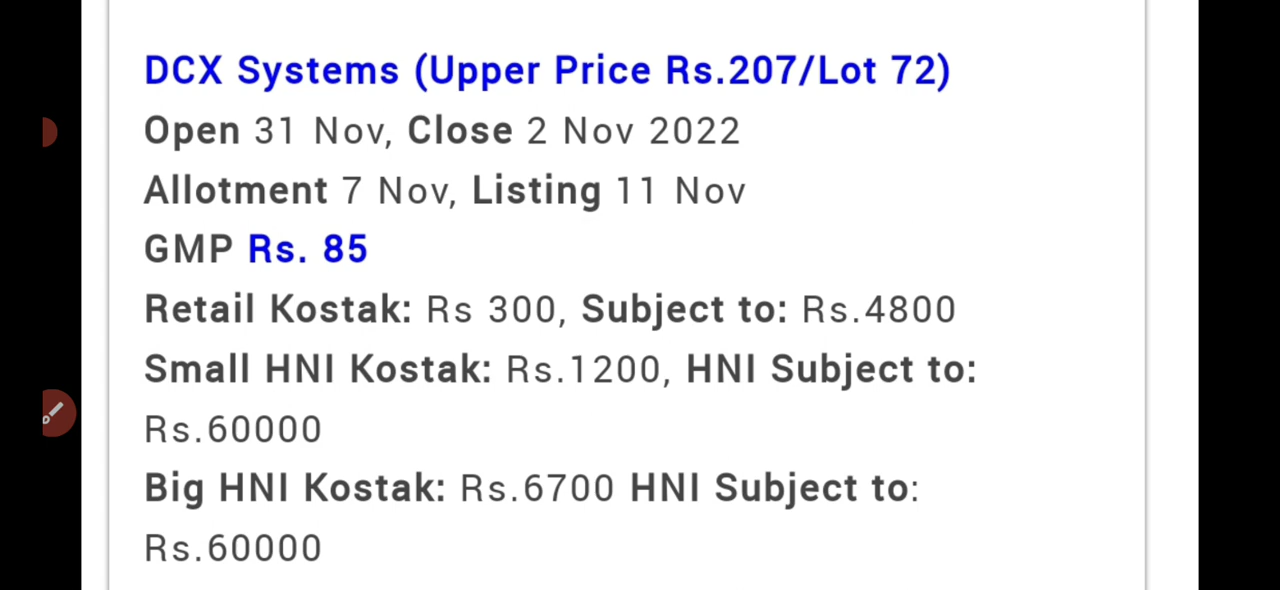 DCX Systems (Upper Price Rs.207/Lot 72)
Open 31 Nov, Close 2 Nov 2022
Allotment 7 Nov, Listing 11 Nov
GMP Rs. 85
Retail Kostak: Rs 300, Subject to: Rs.4800
Small HNI Kostak: Rs.1200, HNI Subject to:
Rs.60000
Big HNI Kostak: Rs.6700 HNI Subject to:
Rs.60000